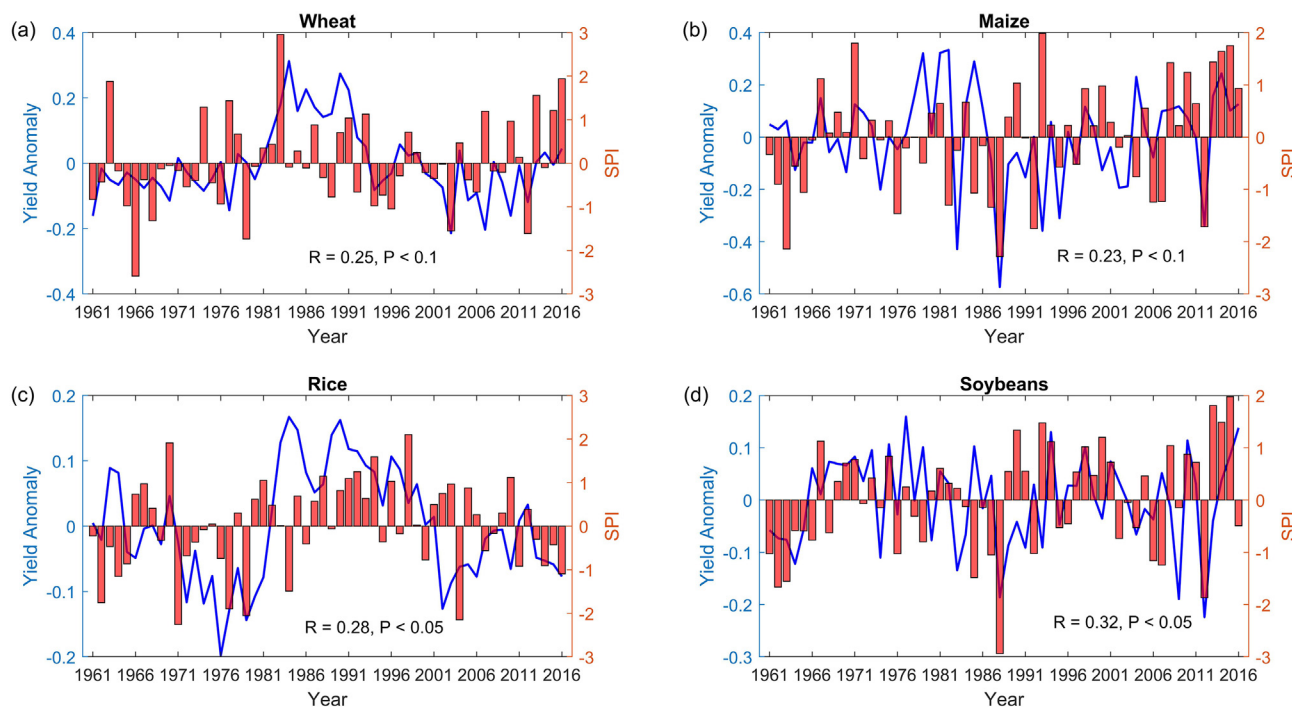 (a)
Wheat
0.4
0.2
0
-0.2
-0.4
Yield Anomaly
3
2
1
0
-1
-2
-3
SPI
R = 0.25, P < 0.1
1961 1966 1971 1976 1981 1986 1991 1996 2001 2006 2011 2016
Year
(b)
Maize
0.4
0.2
0
-0.2
-0.4
-0.6
Yield Anomaly
2
1
0
-1
-2
-3
SPI
R = 0.23, P < 0.1
1961 1966 1971 1976 1981 1986 1991 1996 2001 2006 2011 2016
Year
(c)
Rice
0.2
0.1
0
-0.1
0.2
Yield Anomaly
3
2
1
0
-1
-2
-3
SPI
R = 0.28, P < 0.05
1961 1966 1971 1976 1981 1986 1991 1996 2001 2006 2011 2016
Year
(d)
Soybeans
0.2
0.1
0
-0.1
-0.2
-0.3
Yield Anomaly
2
1
0
-1
-2
-3
SPI
R = 0.32, P < 0.05
1961 1966 1971 1976 1981 1986 1991 1996 2001 2006 2011 2016
Year